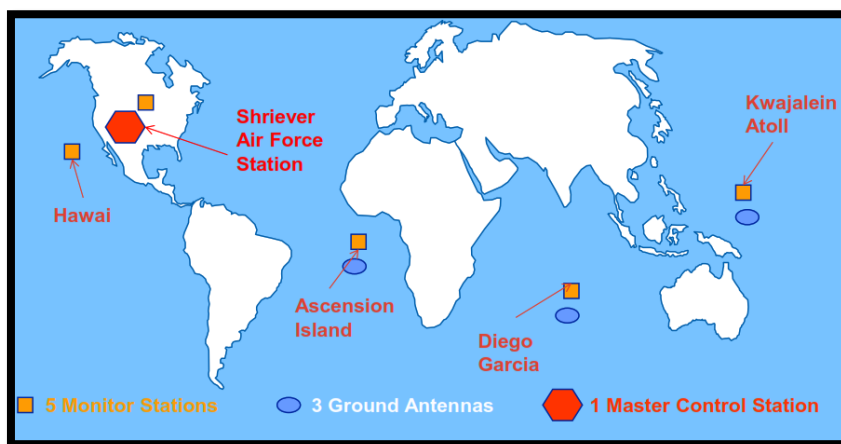 Shriever
Air Force
Station
Kwajalein
Atoll
Hawai
Ascension
Island
Diego
Garcia
5 Monitor Stations
3 Ground Antennas
1 Master Control Station